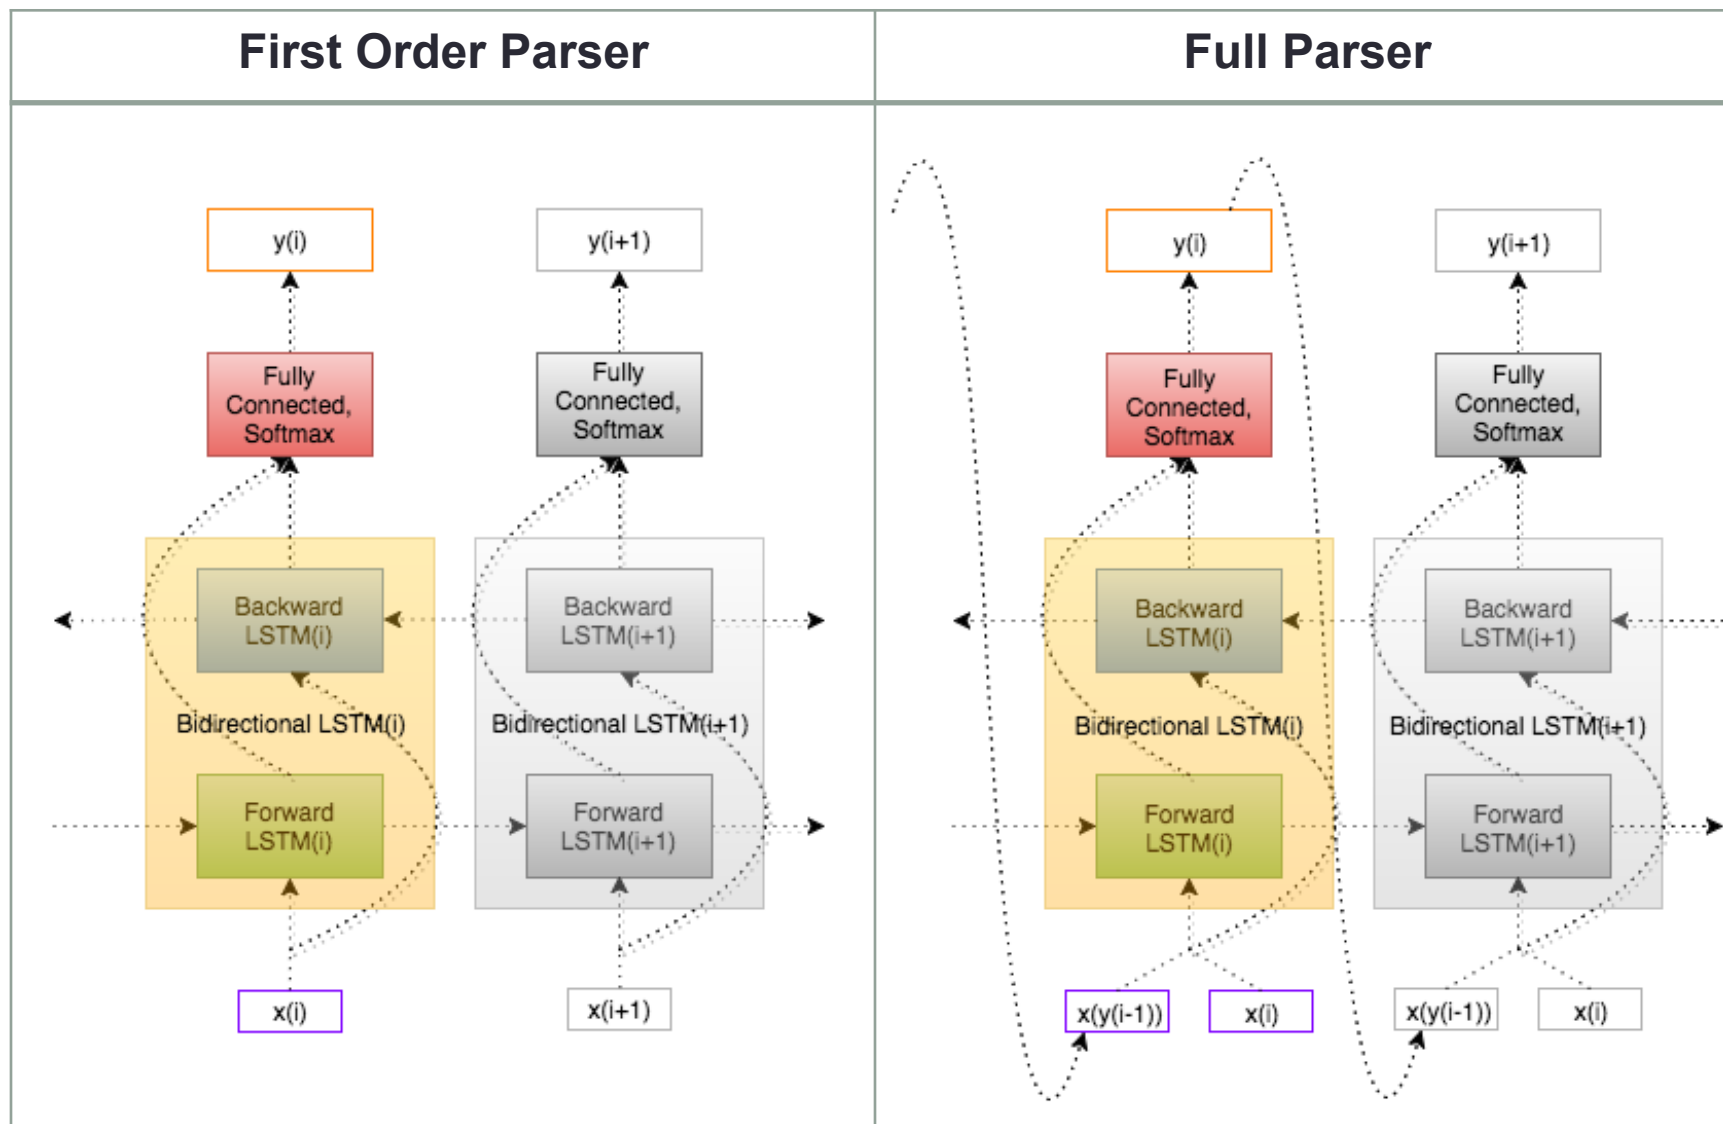 First Order Parser
Full Parser
y(i)
y(i+1)
Fully
Connected,
Softmax
Fully
Connected,
Softmax
Backward
LSTM(i)
Backward
LSTM(i+1)
Bidirectional LSTM(i)
Bidirectional LSTM(i+1)
Forward
LSTM(i)
Forward
LSTM(i+1)
x(i)
x(i+1)
y(i)
y(i+1)
Fully
Connected,
Softmax
Fully
Connected,
Softmax
Backward
LSTM(i)
Backward
LSTM(i+1)
Bidirectional LSTM(i)
Bidirectional LSTM(i+1)
Forward
LSTM(i)
Forward
LSTM(i+1)
x(y(i-1))
x(i)
x(y(i-1))
x(i)